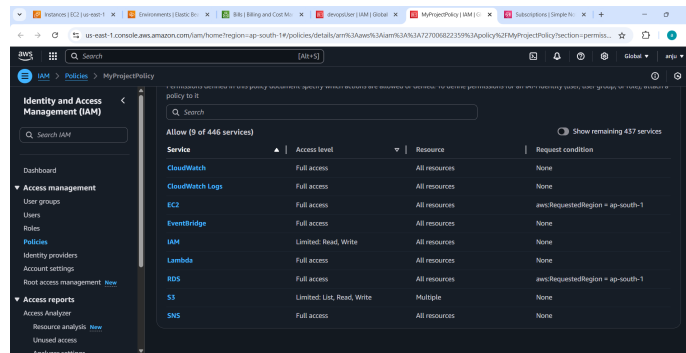 Instances | EC2 | us-east-1
Environments | Elastic Be
Bills | Billing and Cost Ma
devopsUser | IAM | Global
MyProjectPolicy | IAM | G
Subscriptions | Simple No
us-east-1.console.aws.amazon.com/iam/home?region=ap-south-1#/policies/details/arn%3Aaws%3Aiam%3A%3A727006822359%3Apolicy%2FMyProjectPolicy?section=permiss...
aws
Search
[Alt+S]
Global
anju
IAM > Policies > MyProjectPolicy
Identity and Access Management (IAM)
Search IAM
Dashboard
Access management
User groups
Users
Roles
Policies
Identity providers
Account settings
Root access management New
Access reports
Access Analyzer
Resource analysis New
Unused access
Analyzer settings
policy to it
Search
Allow (9 of 446 services)
Show remaining 437 services
Service Access level Resource Request condition
CloudWatch Full access All resources None
CloudWatch Logs Full access All resources None
EC2 Full access All resources aws:RequestedRegion = ap-south-1
EventBridge Full access All resources None
IAM Limited: Read, Write All resources None
Lambda Full access All resources None
RDS Full access All resources aws:RequestedRegion = ap-south-1
S3 Limited: List, Read, Write Multiple None
SNS Full access All resources None